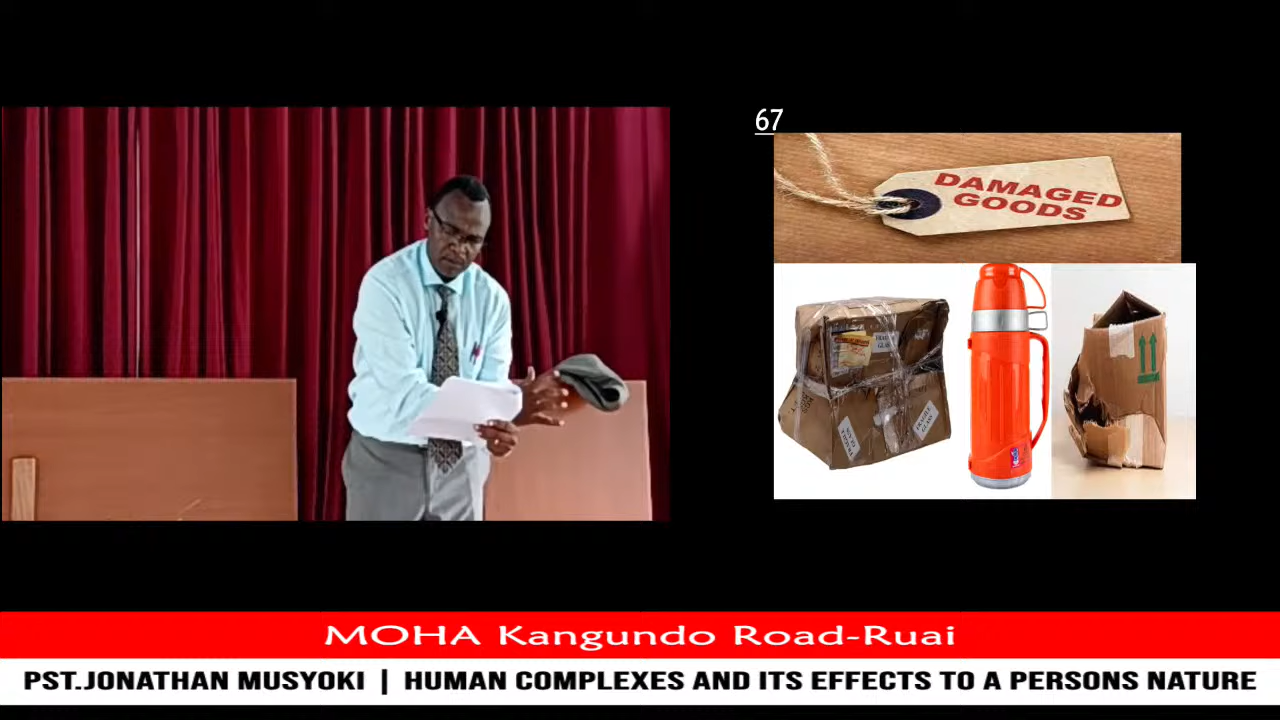 67
DAMAGED
GOODS
MOHA Kangundo Road-Ruai
PST.JONATHAN MUSYOKI | HUMAN COMPLEXES AND ITS EFFECTS TO A PERSONS NATURE